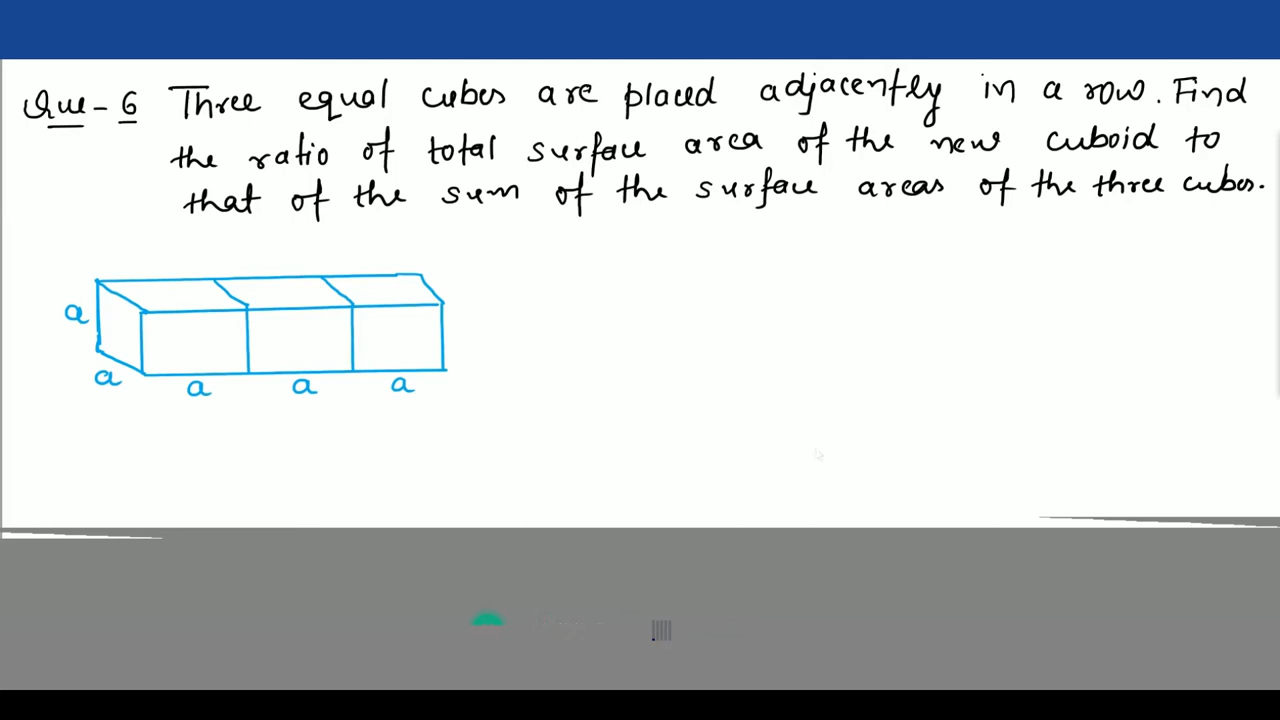 Que - 6 Three equal cubes are placed adjacently in a row. Find
the ratio of total surface area of the new cuboid to
that of the sum of the surface areas of the three cubes.
a
a a a a